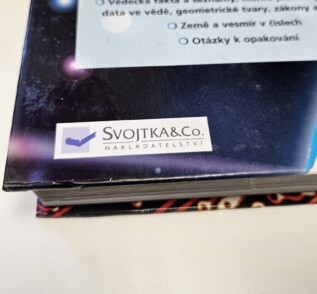 Vědecká fakta a seznamy,
data ve vědě, geometrické tvary, zákony a
Země a vesmír v číslech
Otázky k opakování
SVOJTKA&CO.
NAKLADATELSTVÍ